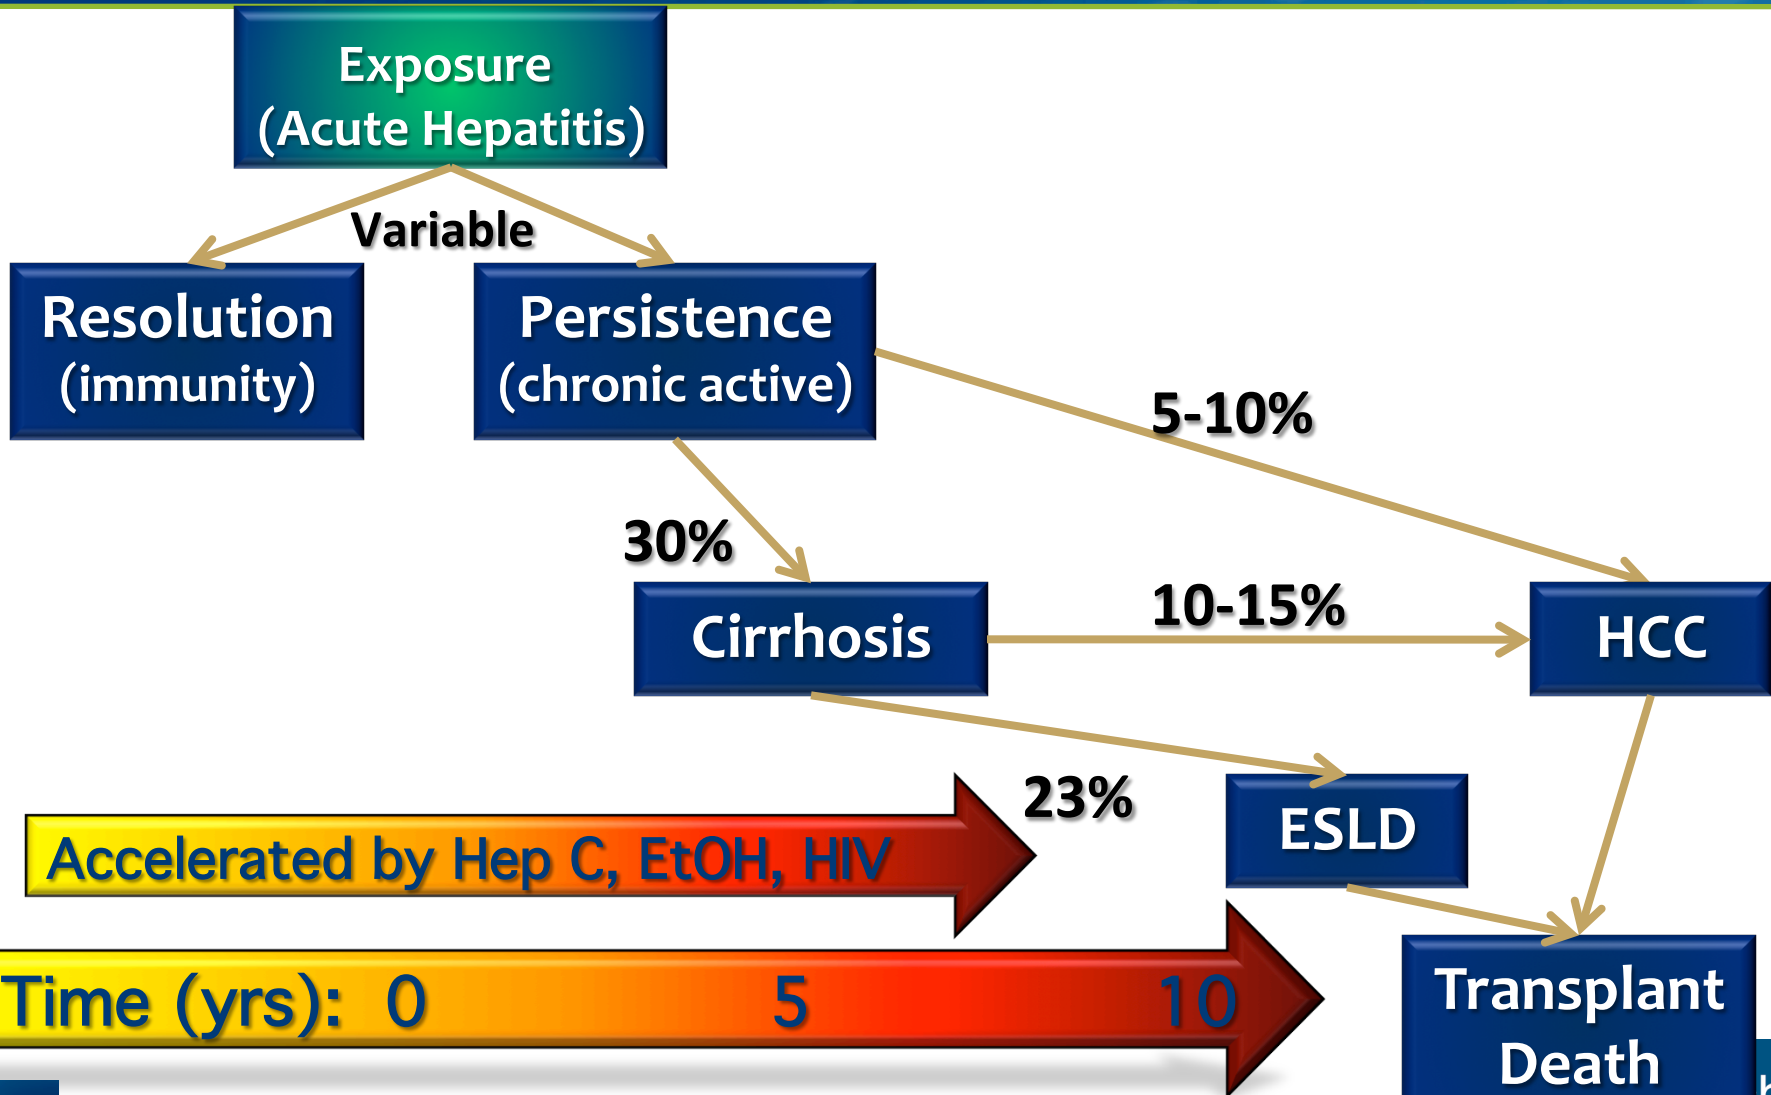 Exposure
(Acute Hepatitis)
Variable
Resolution
(immunity)
Persistence
(chronic active)
5-10%
30%
Cirrhosis
10-15%
HCC
23%
ESLD
Accelerated by Hep C, EtOH, HIV
Time (yrs): 0 5 10
Transplant
Death